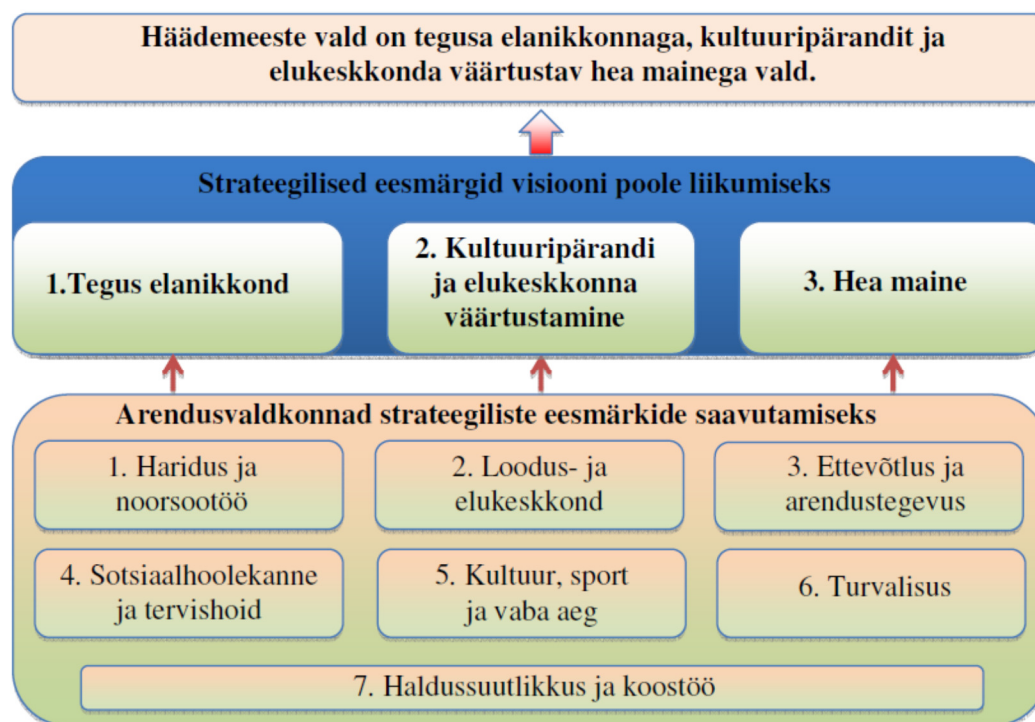 Häädemeeste vald on tegusa elanikkonnaga, kultuuripärandit ja
elukeskkonda väärtustav hea mainega vald.
Strateegilised eesmärgid visiooni poole liikumiseks
1.Tegus elanikkond
2. Kultuuripärandi
ja elukeskkonna
väärtustamine
3. Hea maine
Arendusvaldkonnad strateegiliste eesmärkide saavutamiseks
1. Haridus ja
noorsootöö
2. Loodus- ja
elukeskkond
3. Ettevõtlus ja
arendustegevus
4. Sotsiaalhoolekanne
ja tervishoid
5. Kultuur, sport
ja vaba aeg
6. Turvalisus
7. Haldussuutlikkus ja koostöö